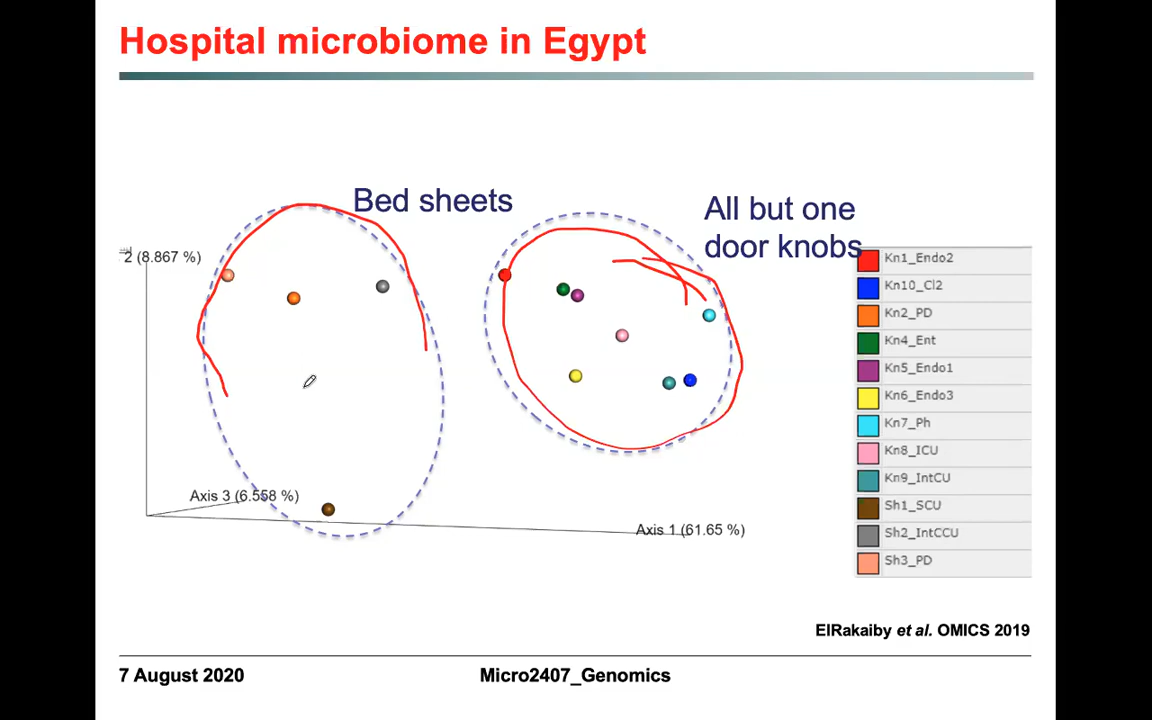 Hospital microbiome in Egypt
Bed sheets
All but one
door knobs
2 (8.867 %)
Axis 3 (6.558 %)
Axis 1 (61.65 %)
Kn1_Endo2
Kn10_Cl2
Kn2_PD
Kn4_Ent
Kn5_Endo1
Kn6_Endo3
Kn7_Ph
Kn8_ICU
Kn9_IntCU
Sh1_SCU
Sh2_IntCCU
Sh3_PD
ElRakaiby et al. OMICS 2019
7 August 2020
Micro2407_Genomics